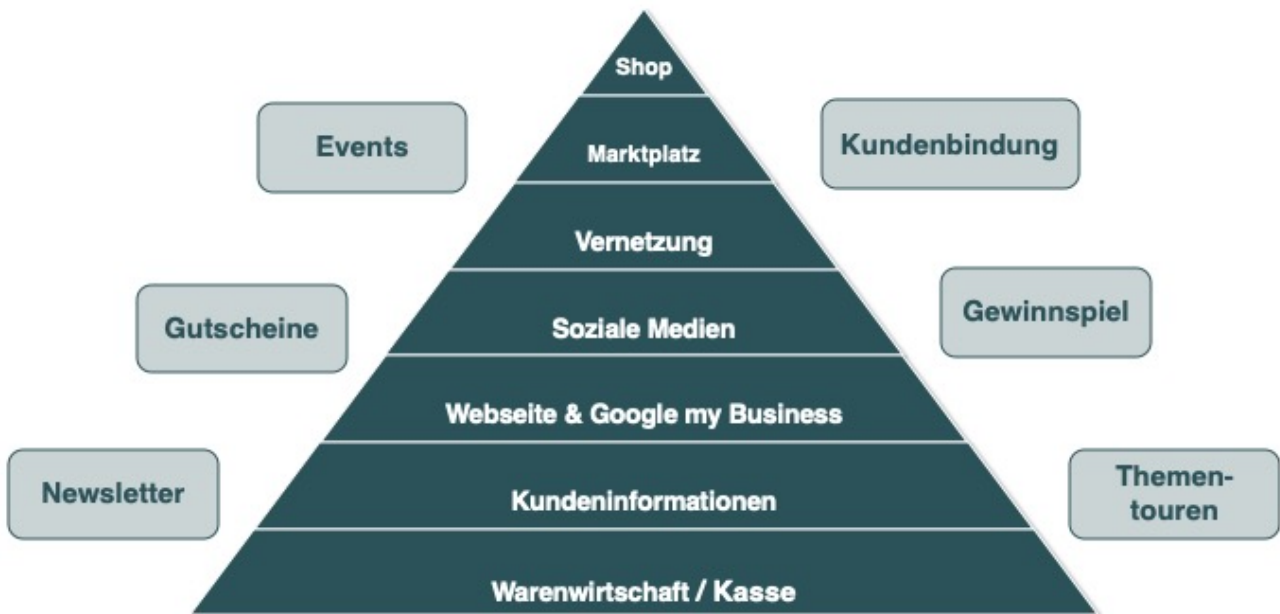 Shop
Events
Marktplatz
Kundenbindung
Vernetzung
Gutscheine
Soziale Medien
Gewinnspiel
Webseite & Google my Business
Newsletter
Kundeninformationen
Themen-
touren
Warenwirtschaft / Kasse